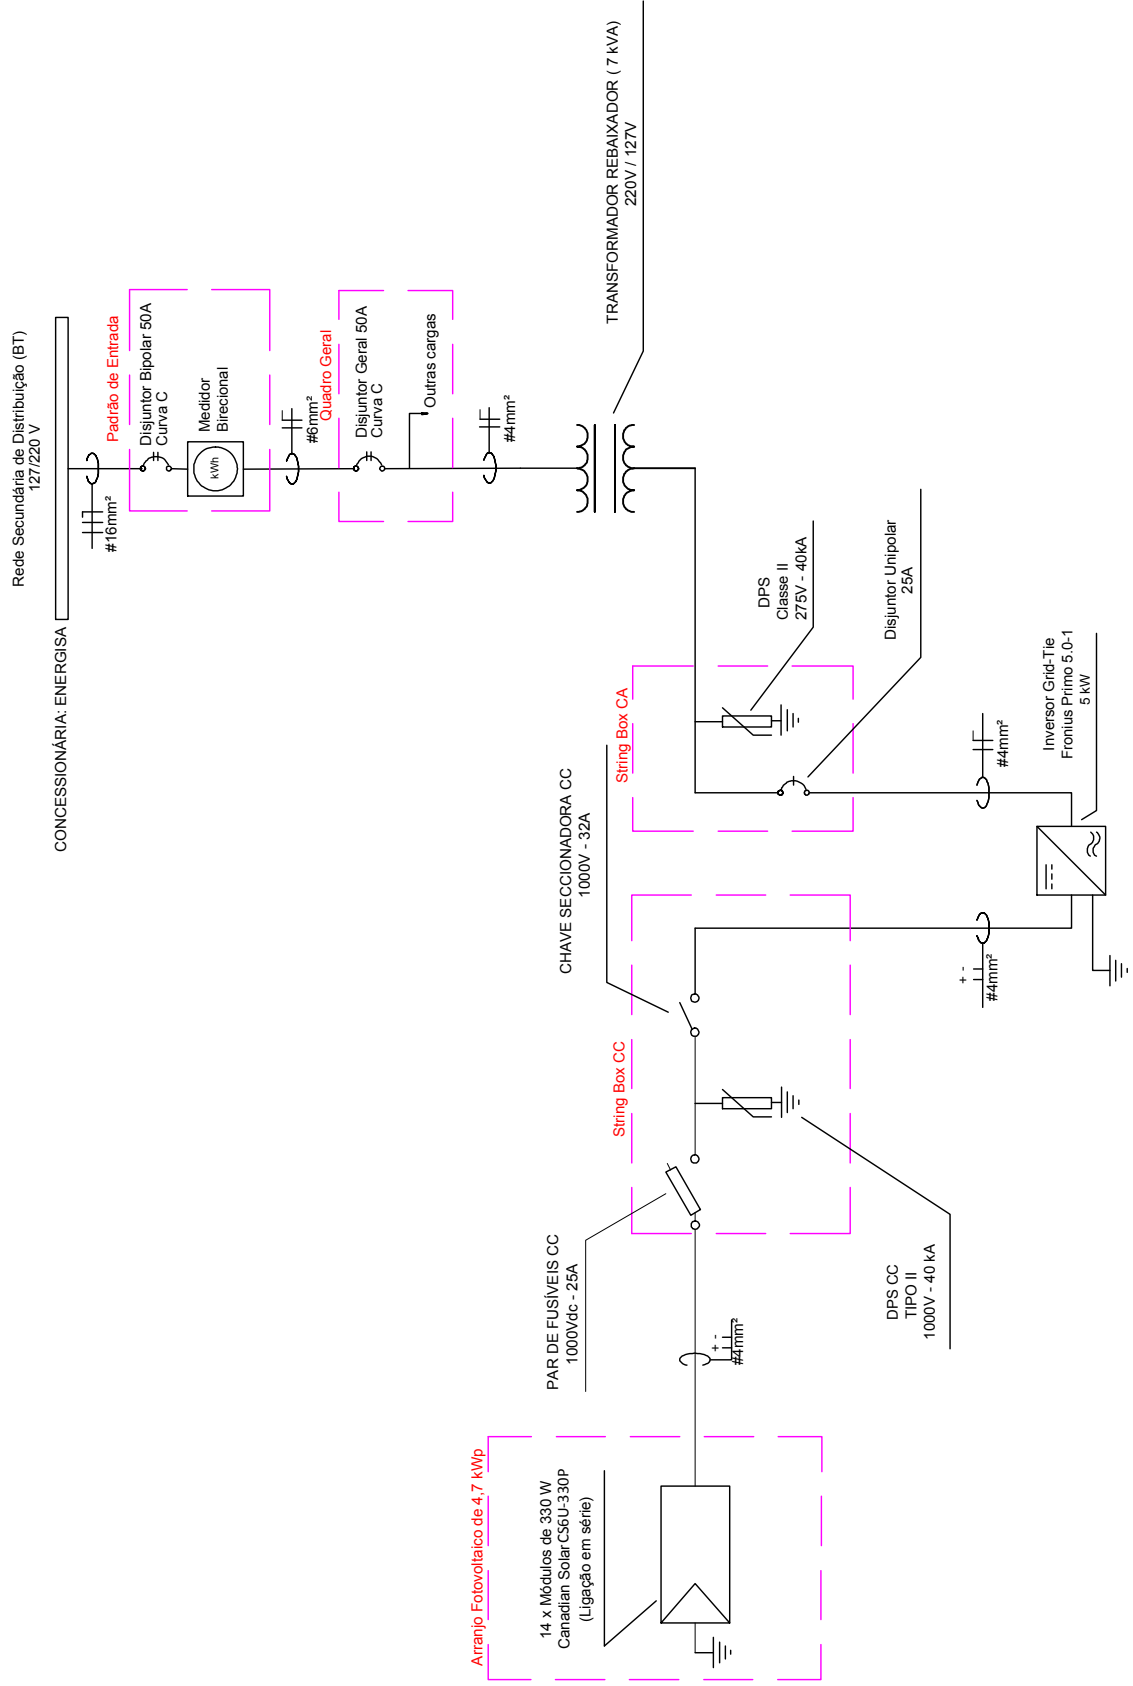 Rede Secundária de Distribuição (BT)
127/220 V
CONCESSIONÁRIA: ENERGISA
#16mm²
Padrão de Entrada
Disjuntor Bipolar 50A
Curva C
kWh
Medidor
Birecional
#6mm²
Quadro Geral
Disjuntor Geral 50A
Curva C
Outras cargas
#4mm²
TRANSFORMADOR REBAIXADOR ( 7 kVA)
220V / 127V
DPS
Classe II
275V - 40kA
Disjuntor Unipolar
25A
String Box CA
#4mm²
Inversor Grid-Tie
Fronius Primo 5.0-1
5 kW
CHAVE SECCIONADORA CC
1000V - 32A
String Box CC
+ -
#4mm²
PAR DE FUSÍVEIS CC
1000Vdc - 25A
DPS CC
TIPO II
1000V - 40 kA
+ -
#4mm²
Arranjo Fotovoltaico de 4,7 kWp
14 x Módulos de 330 W
Canadian Solar CS6U-330P
(Ligação em série)